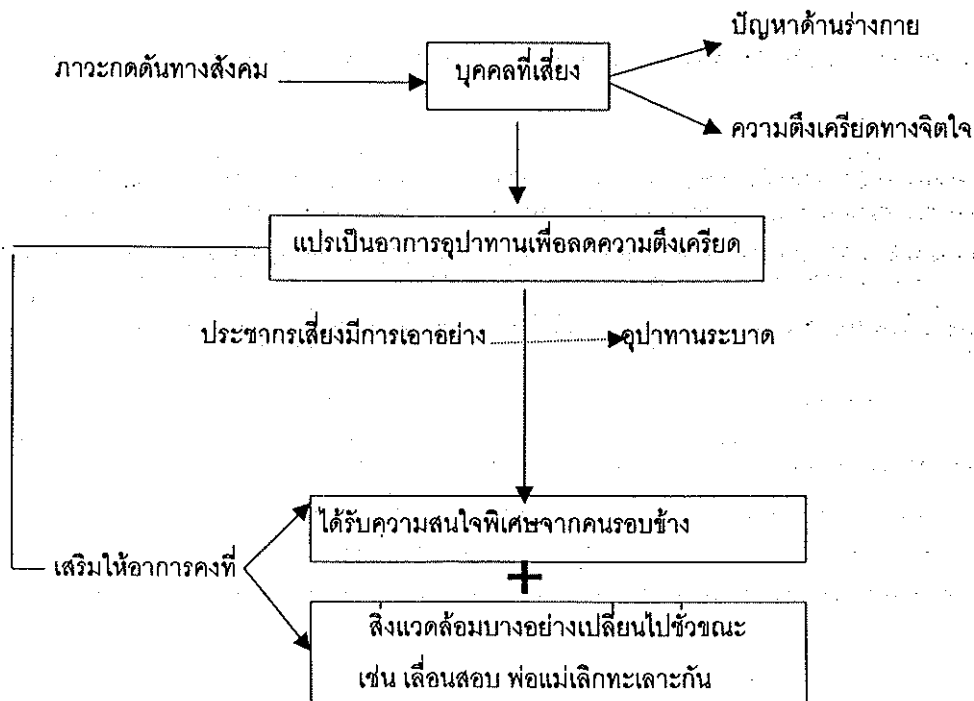 ปัญหาด้านร่างกาย
ภาวะกดดันทางสังคม
บุคคลที่เสี่ยง
ความตึงเครียดทางจิตใจ
แปรเป็นอาการอุปาทานเพื่อลดความตึงเครียด
ประชากรเสี่ยงมีการเอาอย่าง
อุปาทานระบาด
ได้รับความสนใจพิเศษจากคนรอบข้าง
เสริมให้อาการคงที่
+
สิ่งแวดล้อมบางอย่างเปลี่ยนไปชั่วขณะ
เช่น เลื่อนสอบ พ่อแม่เลิกทะเลาะกัน